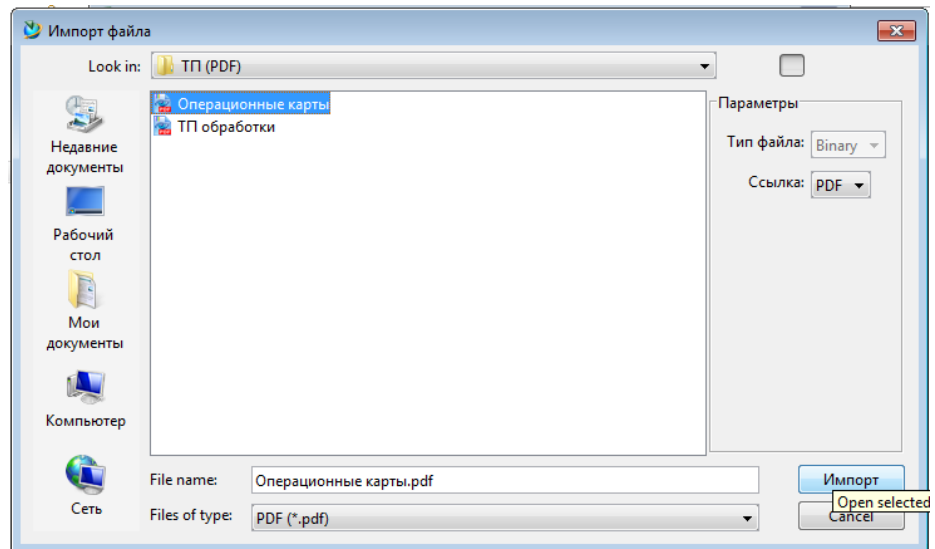 Импорт файла
Look in:
ТП (PDF)
Операционные карты
ТП обработки
Недавние
документы
Рабочий
стол
Мои
документы
Компьютер
Сеть
Параметры
Тип файла:
Binary
Ссылка:
PDF
File name:
Операционные карты.pdf
Импорт
Files of type:
PDF (*.pdf)
Open selected
Cancel